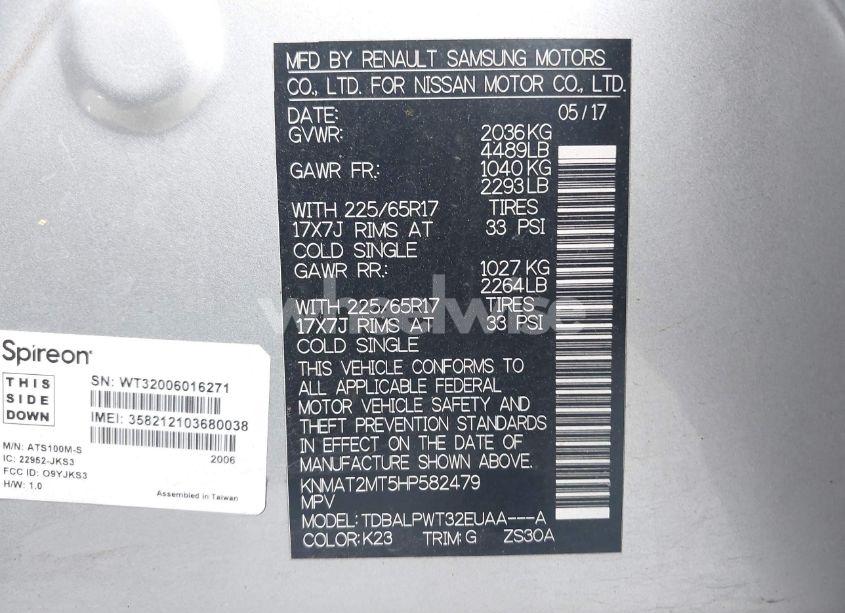 MFD BY RENAULT SAMSUNG MOTORS
CO., LTD. FOR NISSAN MOTOR CO., LTD.
DATE: 05/17
GVWR: 2036KG
4489LB
GAWR FR: 1040 KG
2293LB
WITH 225/65R17 TIRES
17X7J RIMS AT 33 PSI
COLD SINGLE
GAWR RR: 1027 KG
2264LB
WITH 225/65R17 TIRES
17X7J RIMS AT 33 PSI
COLD SINGLE
THIS VEHICLE CONFORMS TO
ALL APPLICABLE FEDERAL
MOTOR VEHICLE SAFETY AND
THEFT PREVENTION STANDARDS
IN EFFECT ON THE DATE OF
MANUFACTURE SHOWN ABOVE.
KNMAT2MT5HP582479
MPV
MODEL: TDBALPWT32EUAA---A
COLOR:K23 TRIM:G ZS30A
wheelwise
Spireon
THIS
SIDE
DOWN
SN: WT32006016271
IMEI: 358212103680038
M/N: ATS100M-S
2006
IC: 22952-JKS3
FCC ID: O9YJKS3
H/W: 1.0
Assembled in Taiwan